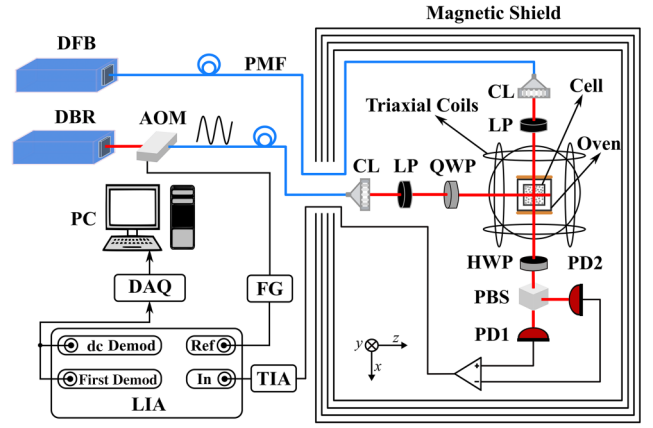 Magnetic Shield
DFB
PMF
DBR
AOM
CL
Cell
Triaxial Coils
LP
Oven
CL
LP
QWP
PC
HWP
PD2
DAQ
FG
PBS
PD1
dc Demod
Ref
y
z
x
First Demod
In
TIA
LIA
+
−